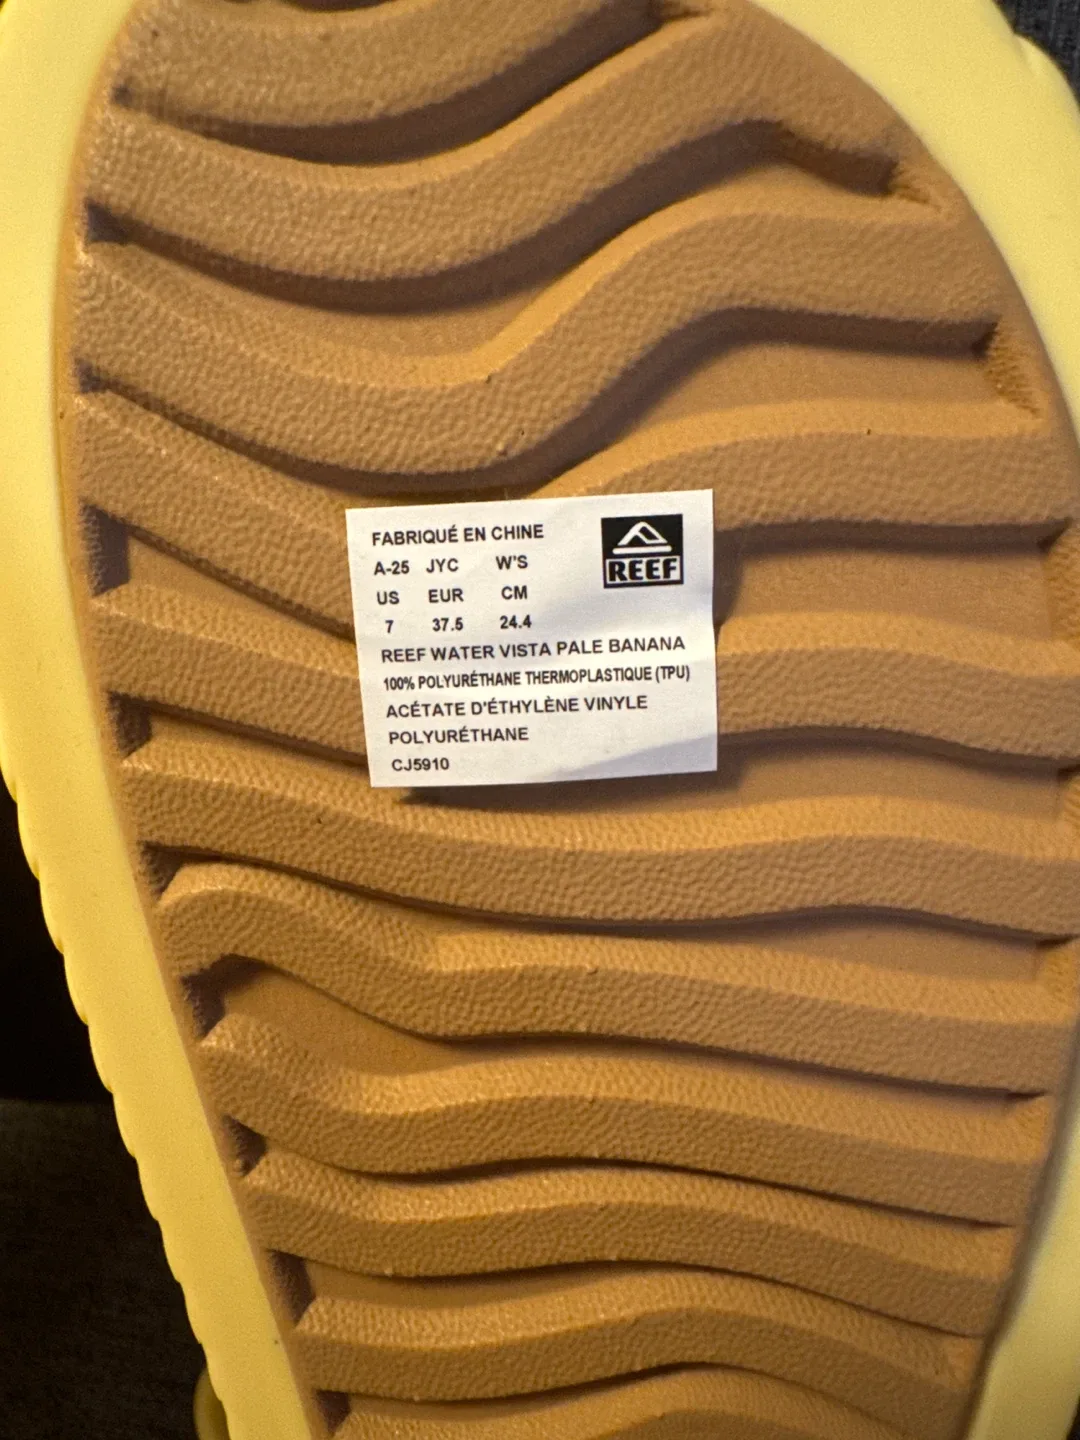 FABRIQUÉ EN CHINE
REEF
A-25 JYC W'S
US EUR CM
7 37.5 24.4
REEF WATER VISTA PALE BANANA
100% POLYURÉTHANE THERMOPLASTIQUE (TPU)
ACÉTATE D'ÉTHYLÈNE VINYLE
POLYURÉTHANE
CJ5910